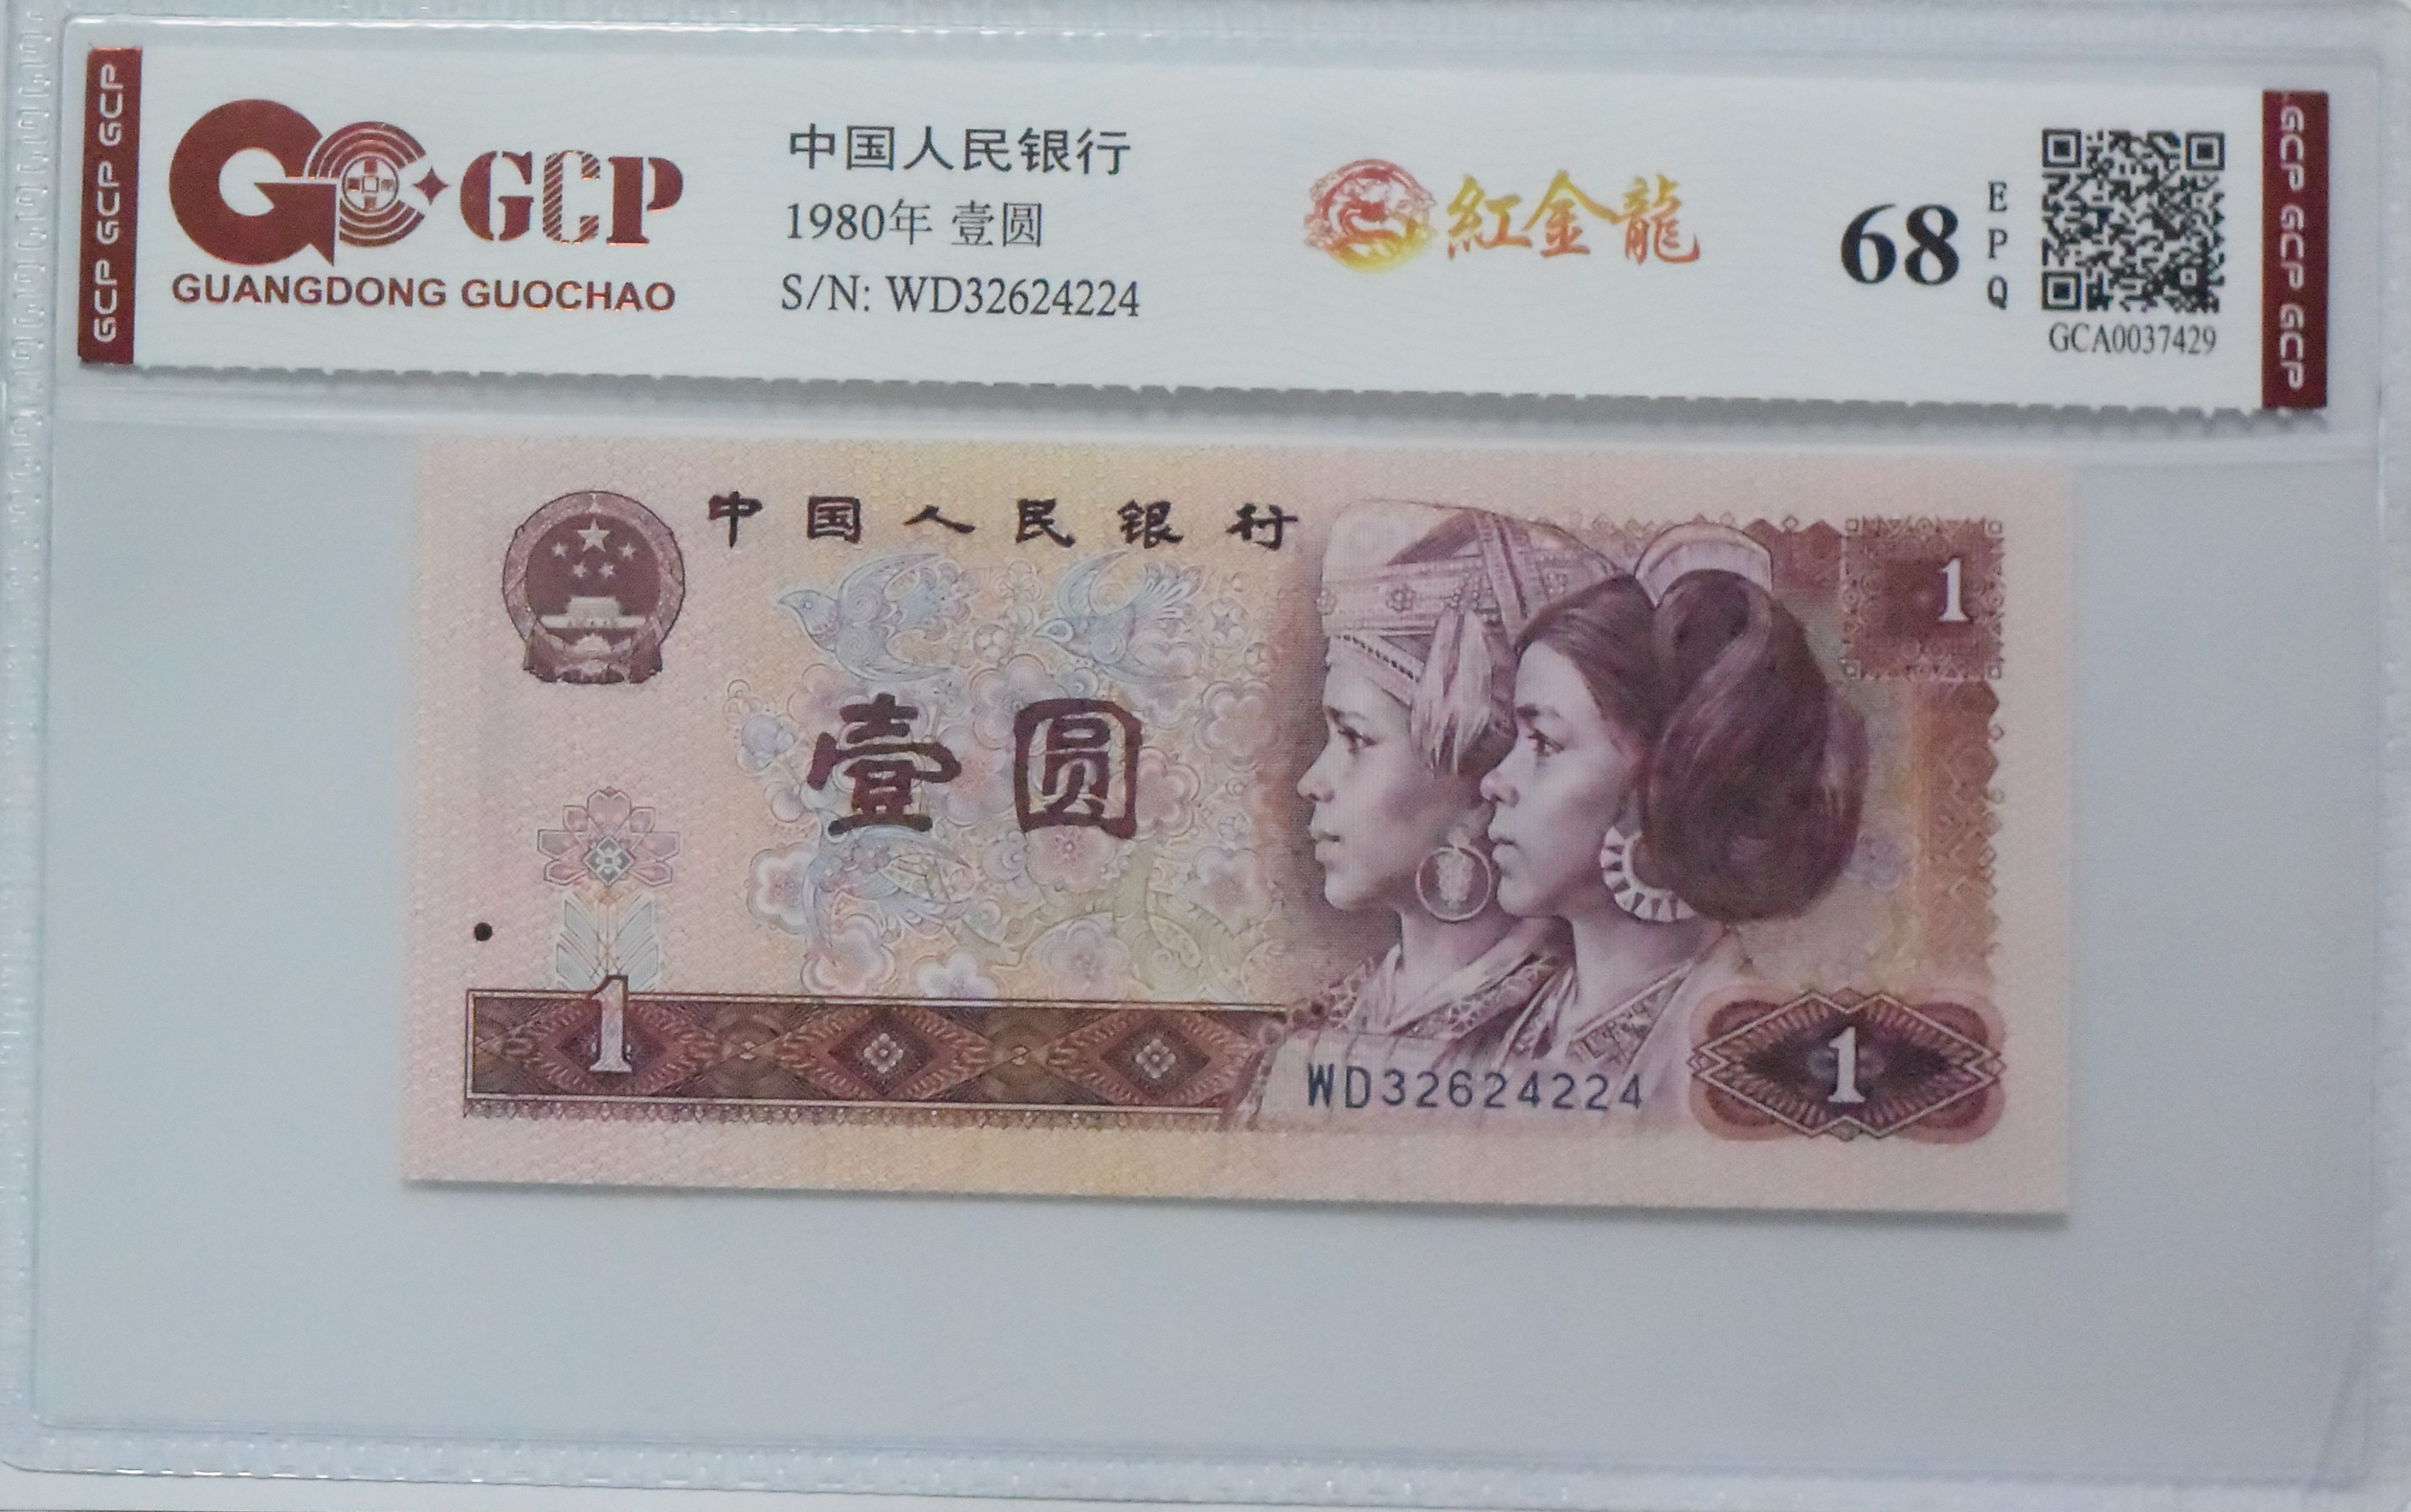 GCP GCP GCP
GCP
GUANGDONG GUOCHAO
中国人民银行
1980年 壹圆
S/N: WD32624224
紅金龍
68
EPQ
GCA0037429
GCP GCP GCP
中国人民银行
1
壹圆
1
WD32624224
1